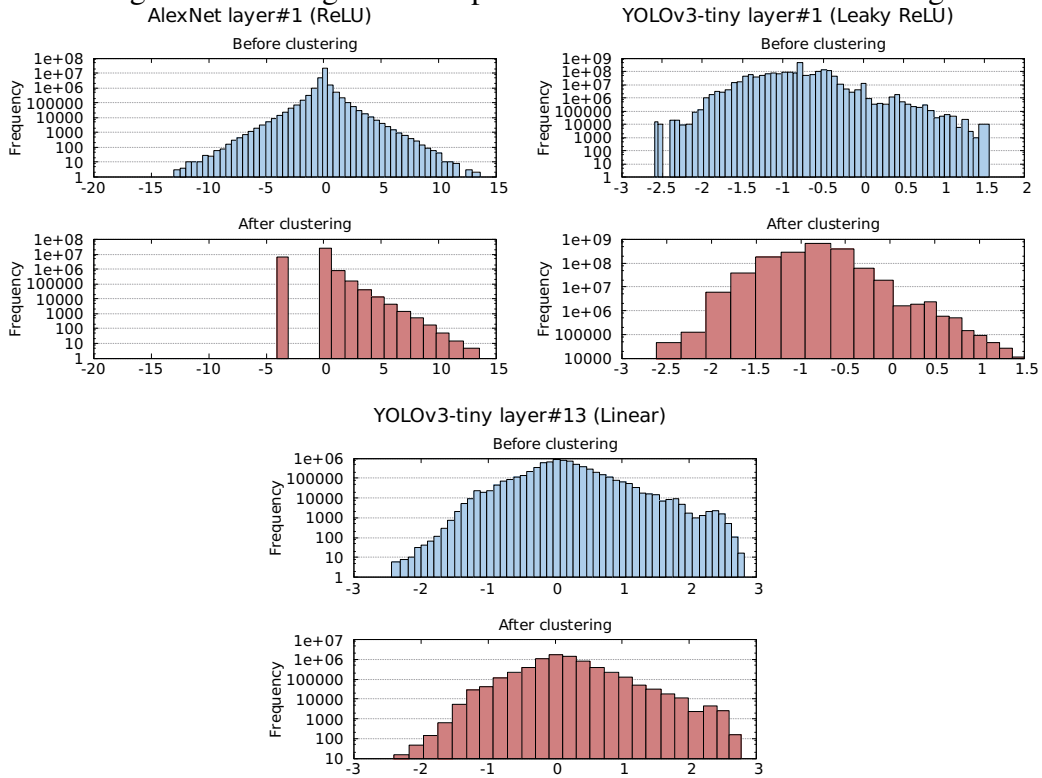 AlexNet layer#1 (ReLU)
Before clustering
Frequency
1e+08
1e+07
1e+06
100000
10000
1000
100
10
1
-20 -15 -10 -5 0 5 10 15
After clustering
Frequency
1e+08
1e+07
1e+06
100000
10000
1000
100
10
1
-20 -15 -10 -5 0 5 10 15
YOLOv3-tiny layer#1 (Leaky ReLU)
Before clustering
Frequency
1e+09
1e+08
1e+07
1e+06
100000
10000
1000
100
10
1
-3 -2.5 -2 -1.5 -1 -0.5 0 0.5 1 1.5 2
After clustering
Frequency
1e+09
1e+08
1e+07
1e+06
100000
10000
-3 -2.5 -2 -1.5 -1 -0.5 0 0.5 1 1.5
YOLOv3-tiny layer#13 (Linear)
Before clustering
Frequency
1e+06
100000
10000
1000
100
10
1
-3 -2 -1 0 1 2 3
After clustering
Frequency
1e+07
1e+06
100000
10000
1000
100
10
-3 -2 -1 0 1 2 3